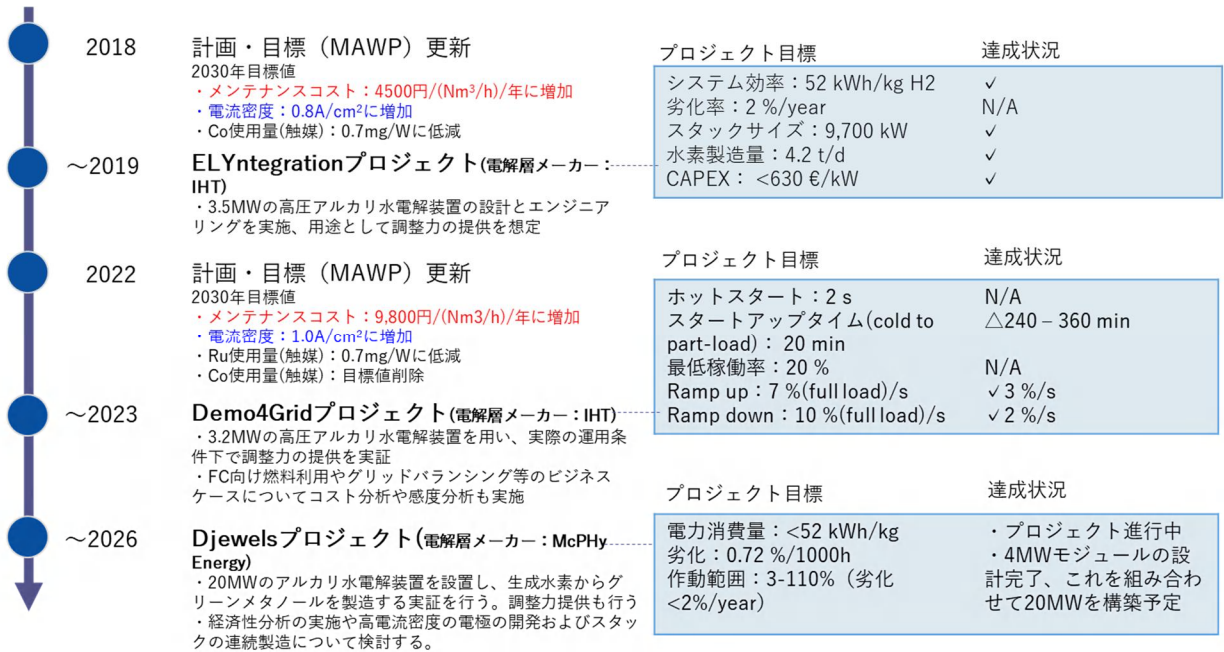 2018
計画・目標（MAWP）更新
2030年目標値
・メンテナンスコスト：4500円/(Nm³/h)/年に増加
・電流密度：0.8A/cm²に増加
・Co使用量(触媒)：0.7mg/Wに低減
プロジェクト目標 達成状況
システム効率：52 kWh/kg H2 ✓
劣化率：2 %/year N/A
スタックサイズ：9,700 kW ✓
水素製造量：4.2 t/d ✓
CAPEX： <630 €/kW ✓
～2019
ELYntegrationプロジェクト(電解層メーカー：
IHT)
・3.5MWの高圧アルカリ水電解装置の設計とエンジニア
リングを実施、用途として調整力の提供を想定
2022
計画・目標（MAWP）更新
2030年目標値
・メンテナンスコスト：9,800円/(Nm3/h)/年に増加
・電流密度：1.0A/cm²に増加
・Ru使用量(触媒)：0.7mg/Wに低減
・Co使用量(触媒)：目標値削除
プロジェクト目標 達成状況
ホットスタート：2 s N/A
スタートアップタイム(cold to △240 – 360 min
part-load)： 20 min
最低稼働率：20 % N/A
Ramp up：7 %(full load)/s ✓3 %/s
Ramp down：10 %(full load)/s ✓2 %/s
～2023
Demo4Gridプロジェクト(電解層メーカー：IHT)
・3.2MWの高圧アルカリ水電解装置を用い、実際の運用条
件下で調整力の提供を実証
・FC向け燃料利用やグリッドバランシング等のビジネス
ケースについてコスト分析や感度分析も実施
～2026
Djewelsプロジェクト(電解層メーカー：McPHy
Energy)
・20MWのアルカリ水電解装置を設置し、生成水素からグ
リーンメタノールを製造する実証を行う。調整力提供も行う
・経済性分析の実施や高電流密度の電極の開発およびスタッ
クの連続製造について検討する。
プロジェクト目標 達成状況
電力消費量：<52 kWh/kg ・プロジェクト進行中
劣化：0.72 %/1000h ・4MWモジュールの設
作動範囲：3-110%（劣化 計完了、これを組み合わ
<2%/year） せて20MWを構築予定